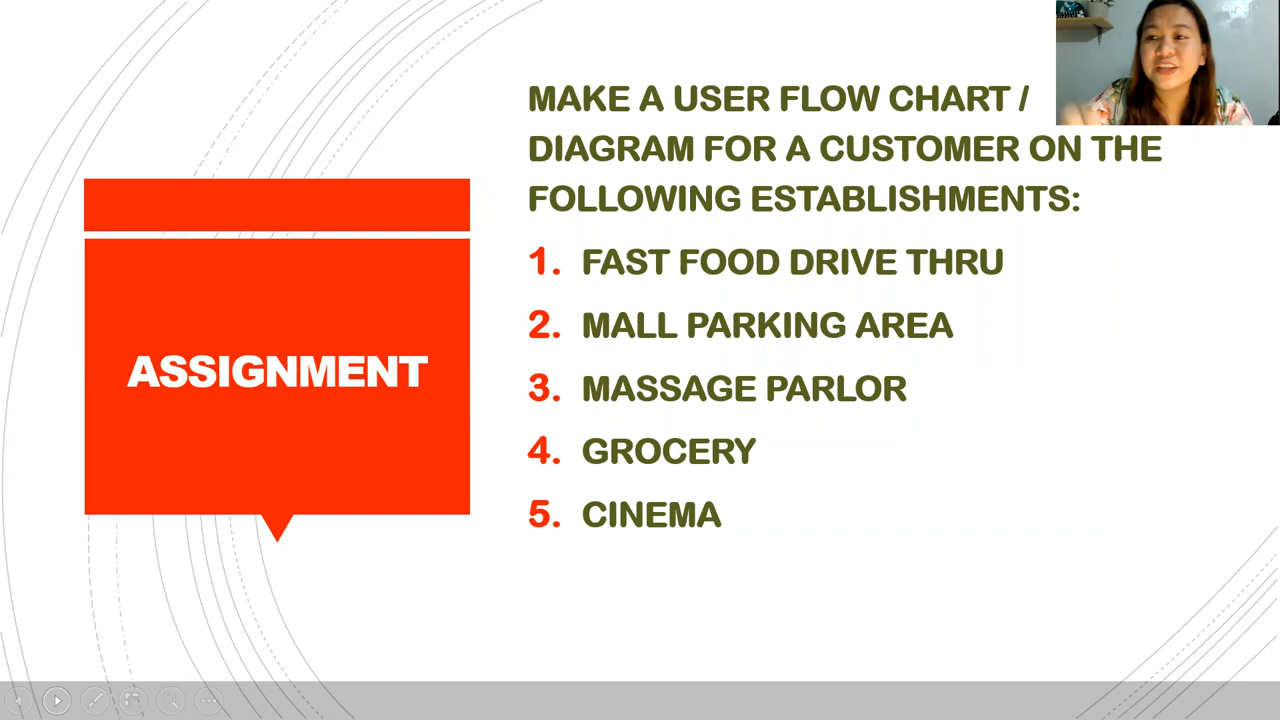 ASSIGNMENT
MAKE A USER FLOW CHART /
DIAGRAM FOR A CUSTOMER ON THE
FOLLOWING ESTABLISHMENTS:
1. FAST FOOD DRIVE THRU
2. MALL PARKING AREA
3. MASSAGE PARLOR
4. GROCERY
5. CINEMA